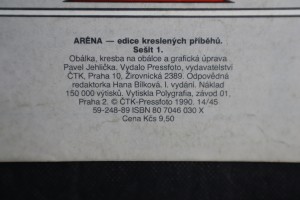 ARÉNA — edice kreslených příběhů.
Sešit 1.
Obálka, kresba na obálce a grafická úprava
Pavel Jehlička. Vydalo Pressfoto, vydavatelství
ČTK, Praha 10, Žirovnická 2389. Odpovědná
redaktorka Hana Bílková. I. vydání. Náklad
150 000 výtisků. Vytiskla Polygrafia, závod 01.
Praha 2. © ČTK-Pressfoto 1990. 14/45
59-248-89 ISBN 80 7046 030 X
Cena Kčs 9,50